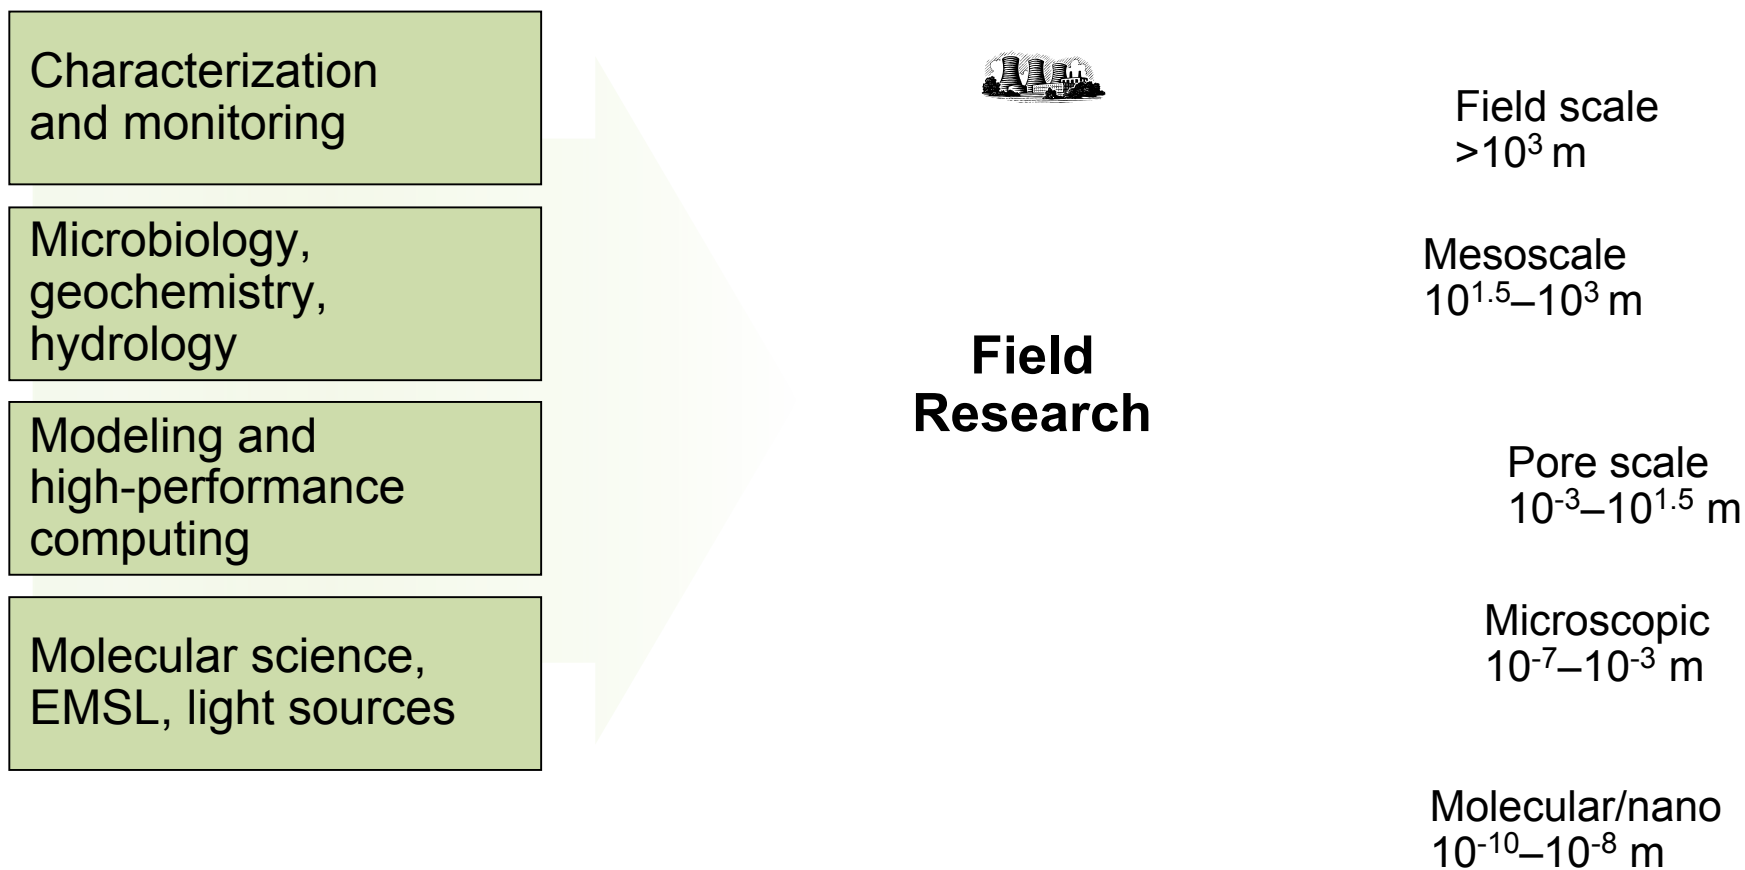 Characterization
and monitoring
Microbiology,
geochemistry,
hydrology
Modeling and
high-performance
computing
Molecular science,
EMSL, light sources
Field
Research
Field scale
>10³ m
Mesoscale
10¹·⁵–10³ m
Pore scale
10⁻³–10¹·⁵ m
Microscopic
10⁻⁷–10⁻³ m
Molecular/nano
10⁻¹⁰–10⁻⁸ m